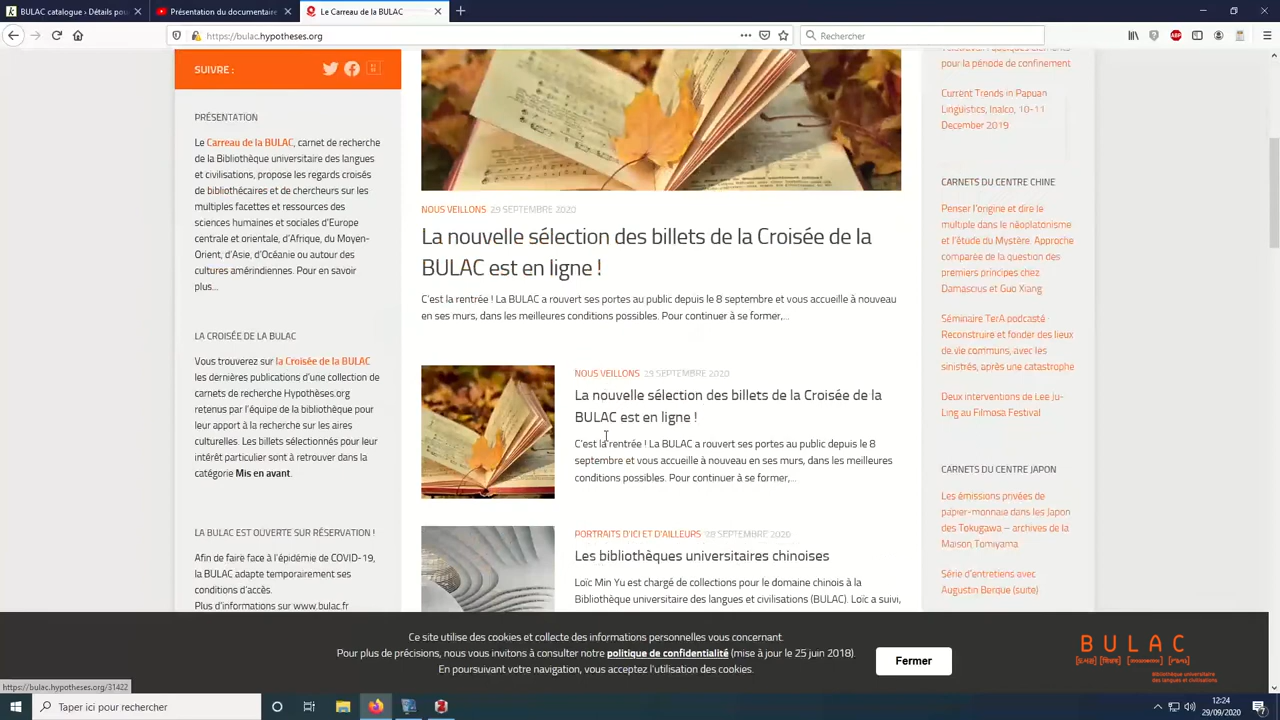 BULAC catalogue › Détails pou
Présentation du documentaire
Le Carreau de la BULAC
https://bulac.hypotheses.org
Rechercher
SUIVRE :
PRÉSENTATION
Le Carreau de la BULAC, carnet de recherche
de la Bibliothèque universitaire des langues
et civilisations, propose les regards croisés
de bibliothécaires et de chercheurs sur les
multiples facettes et ressources des
sciences humaines et sociales d'Europe
centrale et orientale, d'Afrique, du Moyen-
Orient, d'Asie, d'Océanie ou autour des
cultures amérindiennes. Pour en savoir
plus...
LA CROISÉE DE LA BULAC
Vous trouverez sur la Croisée de la BULAC
les dernières publications d'une collection de
carnets de recherche Hypothèses.org
retenus par l'équipe de la bibliothèque pour
leur apport à la recherche sur les aires
culturelles. Les billets sélectionnés pour leur
intérêt particulier sont à retrouver dans la
catégorie Mis en avant.
LA BULAC EST OUVERTE SUR RÉSERVATION !
Afin de faire face à l'épidémie de COVID-19,
la BULAC adapte temporairement ses
conditions d'accès.
Plus d'informations sur www.bulac.fr
NOUS VEILLONS 29 SEPTEMBRE 2020
La nouvelle sélection des billets de la Croisée de la
BULAC est en ligne !
C'est la rentrée ! La BULAC a rouvert ses portes au public depuis le 8 septembre et vous accueille à nouveau
en ses murs, dans les meilleures conditions possibles. Pour continuer à se former,...
NOUS VEILLONS 29 SEPTEMBRE 2020
La nouvelle sélection des billets de la Croisée de la
BULAC est en ligne !
C'est la rentrée ! La BULAC a rouvert ses portes au public depuis le 8
septembre et vous accueille à nouveau en ses murs, dans les meilleures
conditions possibles. Pour continuer à se former,...
PORTRAITS D'ICI ET D'AILLEURS 28 SEPTEMBRE 2020
Les bibliothèques universitaires chinoises
Loïc Min Yu est chargé de collections pour le domaine chinois à la
Bibliothèque universitaire des langues et civilisations (BULAC). Loïc a suivi,
pour la période de confinement
Current Trends in Papuan
Linguistics, Inalco, 10-11
December 2019
CARNETS DU CENTRE CHINE
Penser l'origine et dire le
multiple dans le néoplatonisme
et l'étude du Mystère. Approche
comparée de la question des
premiers principes chez
Damascius et Guo Xiang
Séminaire TerA podcasté :
Reconstruire et fonder des lieux
de vie communs, avec les
sinistrés, après une catastrophe
Deux interventions de Lee Ju-
Ling au Filmosa Festival
CARNETS DU CENTRE JAPON
Les émissions privées de
papier-monnaie dans les Japon
des Tokugawa – archives de la
Maison Tomiyama
Série d'entretiens avec
Augustin Berque (suite)
Ce site utilise des cookies et collecte des informations personnelles vous concernant.
Pour plus de précisions, nous vous invitons à consulter notre politique de confidentialité (mise à jour le 25 juin 2018).
En poursuivant votre navigation, vous acceptez l'utilisation des cookies.
Fermer
BULAC
Bibliothèque universitaire
des langues et civilisations
https://bulac.hypotheses.org/31422
Taper ici pour rechercher
12:24
29/09/2020